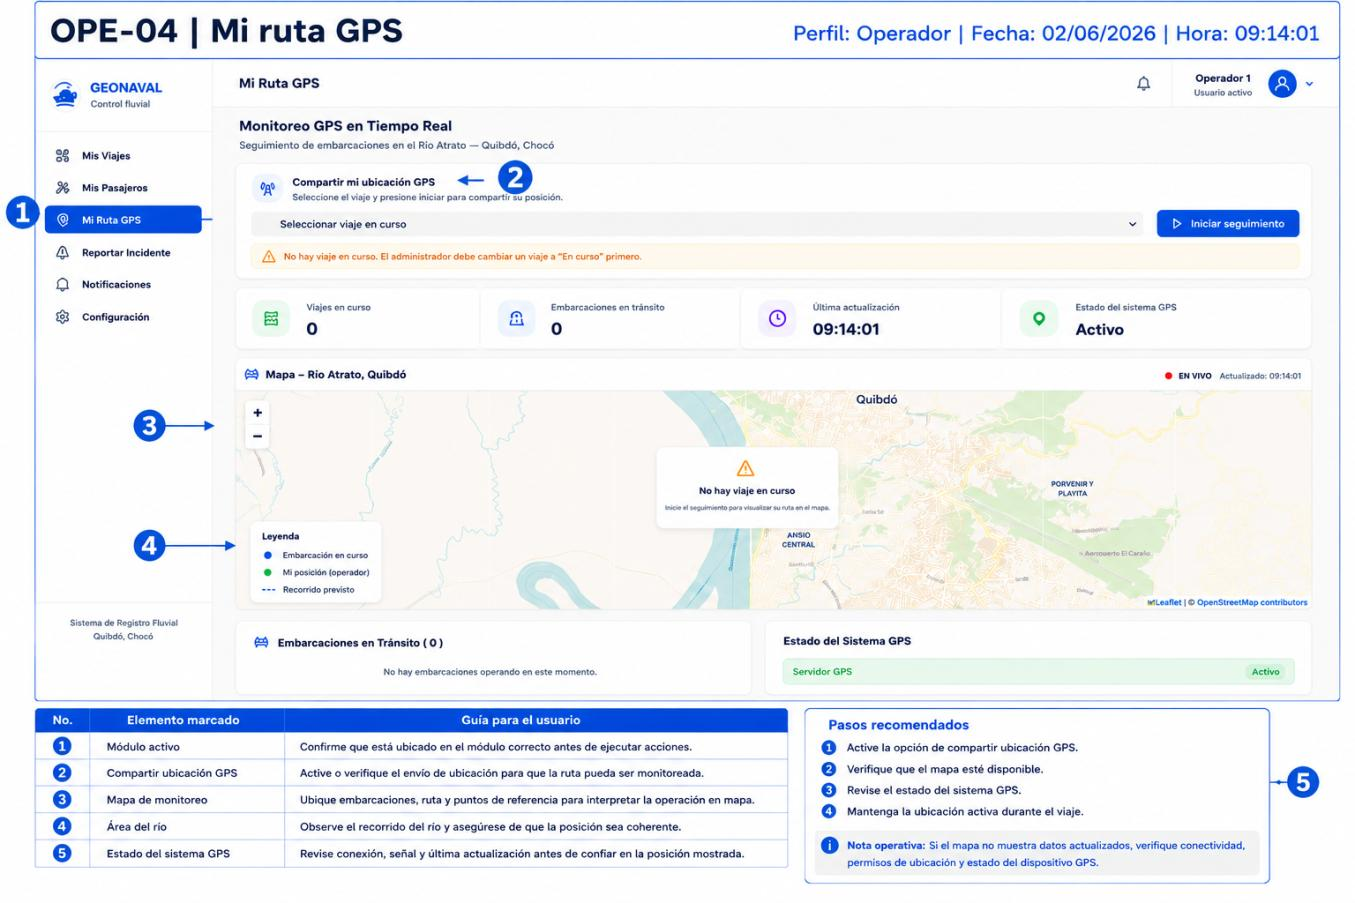 OPE-04 | Mi ruta GPS
Perfil: Operador | Fecha: 02/06/2026 | Hora: 09:14:01
GEONAVAL
Control fluvial
Mi Ruta GPS
Operador 1
Usuario activo
Mis Viajes
Mis Pasajeros
1
Mi Ruta GPS
Reportar Incidente
Notificaciones
Configuración
Sistema de Registro Fluvial
Quibdó, Chocó
Monitoreo GPS en Tiempo Real
Seguimiento de embarcaciones en el Río Atrato — Quibdó, Chocó
Compartir mi ubicación GPS
2
Seleccione el viaje y presione iniciar para compartir su posición.
Seleccionar viaje en curso
Iniciar seguimiento
No hay viaje en curso. El administrador debe cambiar un viaje a "En curso" primero.
Viajes en curso
0
Embarcaciones en tránsito
0
Última actualización
09:14:01
Estado del sistema GPS
Activo
Mapa – Río Atrato, Quibdó
EN VIVO Actualizado: 09:14:01
3
+
−
Quibdó
No hay viaje en curso
Inicie el seguimiento para visualizar su ruta en el mapa.
PORVENIR Y
PLAYITA
ANSIO
CENTRAL
Aeropuerto El Caraño
4
Leyenda
Embarcación en curso
Mi posición (operador)
Recorrido previsto
Leaflet | © OpenStreetMap contributors
Embarcaciones en Tránsito ( 0 )
No hay embarcaciones operando en este momento.
Estado del Sistema GPS
Servidor GPS
Activo
No. Elemento marcado Guía para el usuario
1 Módulo activo Confirme que está ubicado en el módulo correcto antes de ejecutar acciones.
2 Compartir ubicación GPS Active o verifique el envío de ubicación para que la ruta pueda ser monitoreada.
3 Mapa de monitoreo Ubique embarcaciones, ruta y puntos de referencia para interpretar la operación en mapa.
4 Área del río Observe el recorrido del río y asegúrese de que la posición sea coherente.
5 Estado del sistema GPS Revise conexión, señal y última actualización antes de confiar en la posición mostrada.
Pasos recomendados
1 Active la opción de compartir ubicación GPS.
2 Verifique que el mapa esté disponible.
3 Revise el estado del sistema GPS.
4 Mantenga la ubicación activa durante el viaje.
5
i Nota operativa: Si el mapa no muestra datos actualizados, verifique conectividad,
permisos de ubicación y estado del dispositivo GPS.